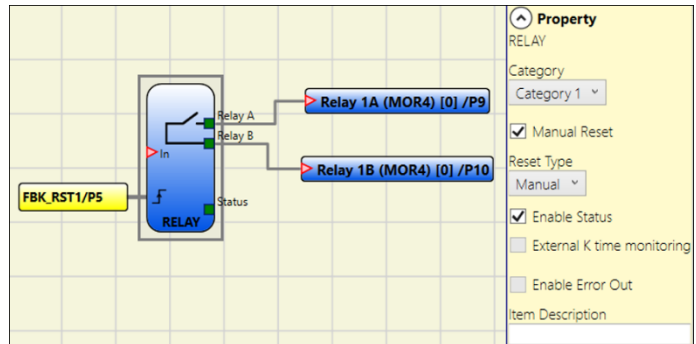 Relay A
Relay B
In
Status
RELAY
FBK_RST1/P5
Relay 1A (MOR4) [0] /P9
Relay 1B (MOR4) [0] /P10
Property
RELAY
Category
Category 1
Manual Reset
Reset Type
Manual
Enable Status
External K time monitoring
Enable Error Out
Item Description